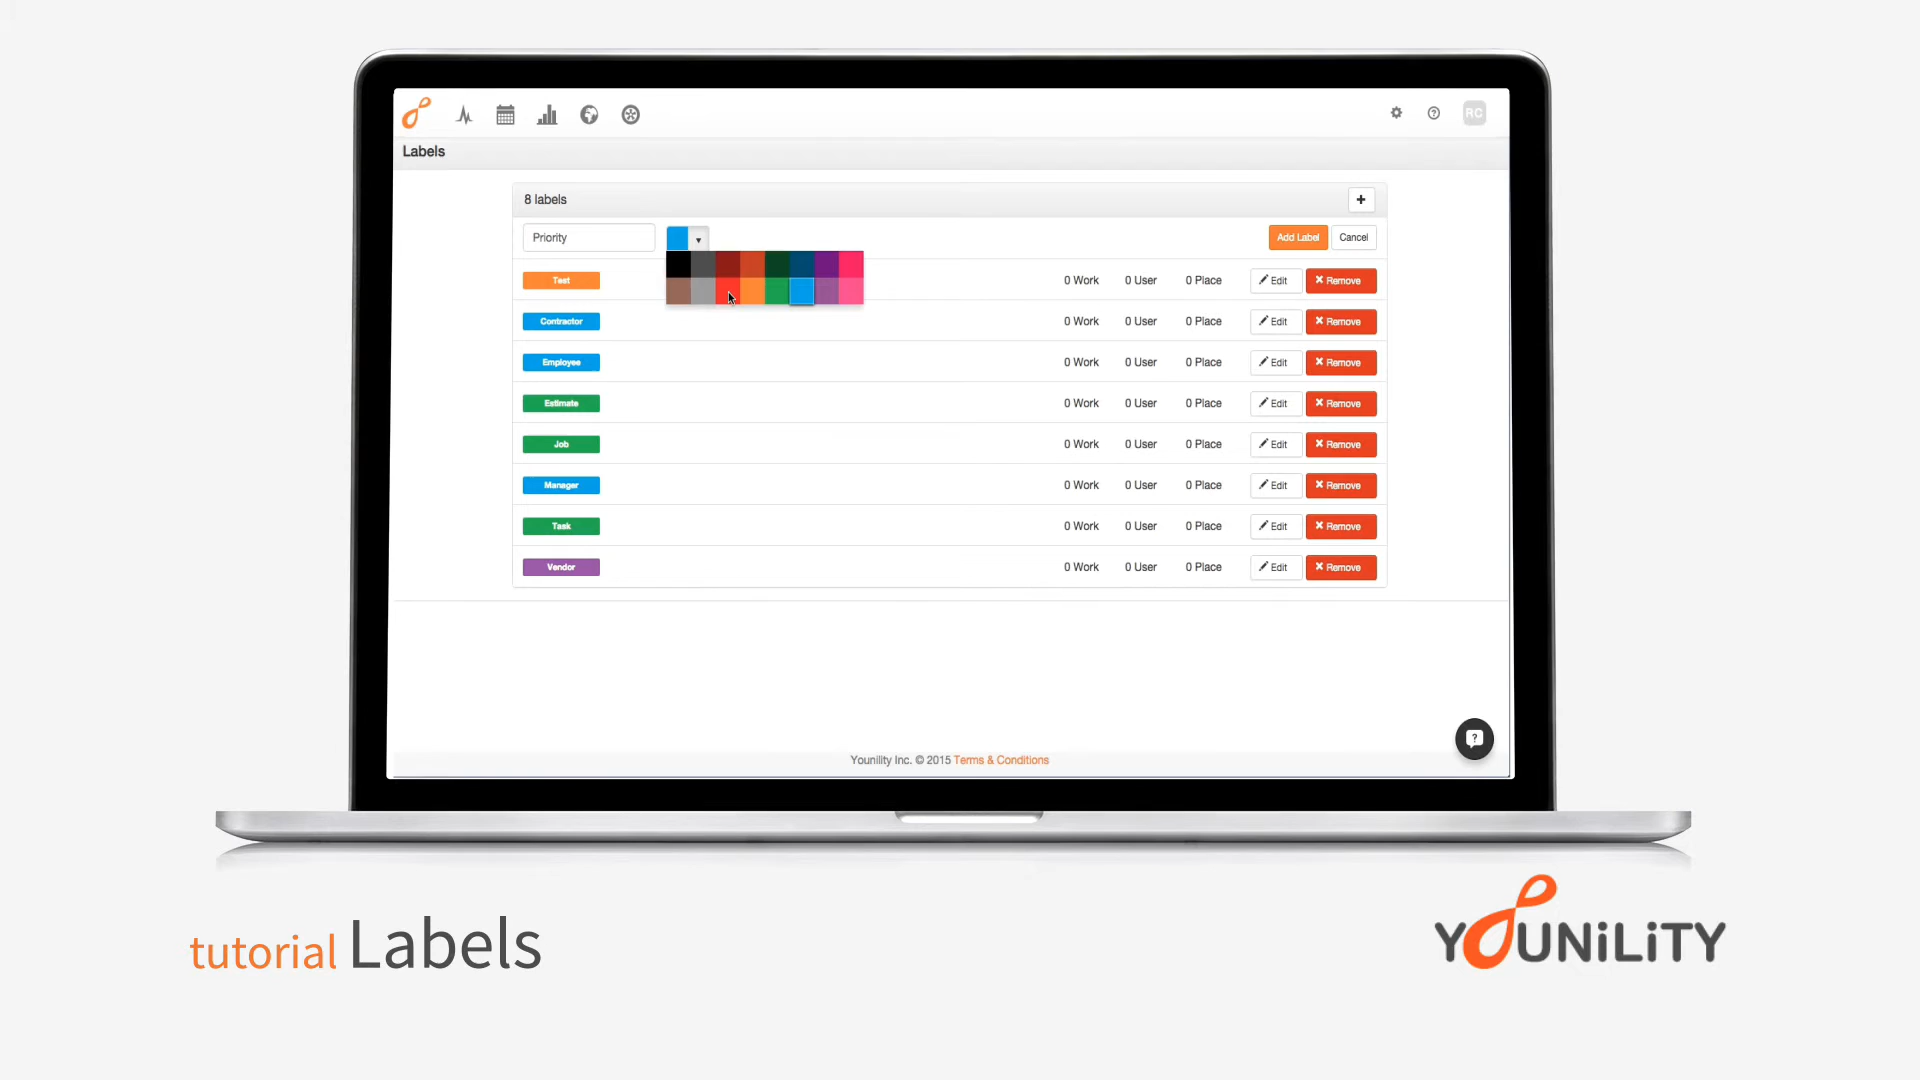 RC
Labels
8 labels
Priority
Add Label Cancel
Test 0 Work 0 User 0 Place Edit Remove
Contractor 0 Work 0 User 0 Place Edit Remove
Employee 0 Work 0 User 0 Place Edit Remove
Estimate 0 Work 0 User 0 Place Edit Remove
Job 0 Work 0 User 0 Place Edit Remove
Manager 0 Work 0 User 0 Place Edit Remove
Task 0 Work 0 User 0 Place Edit Remove
Vendor 0 Work 0 User 0 Place Edit Remove
Younility Inc. © 2015 Terms & Conditions
tutorial Labels
YOUNiLiTY